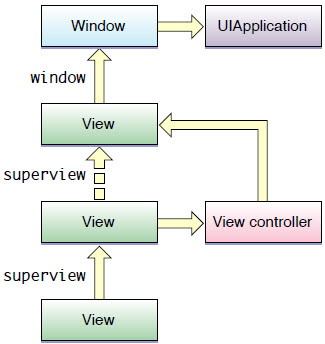 Window
UIApplication
window
View
superview
View
View controller
superview
View